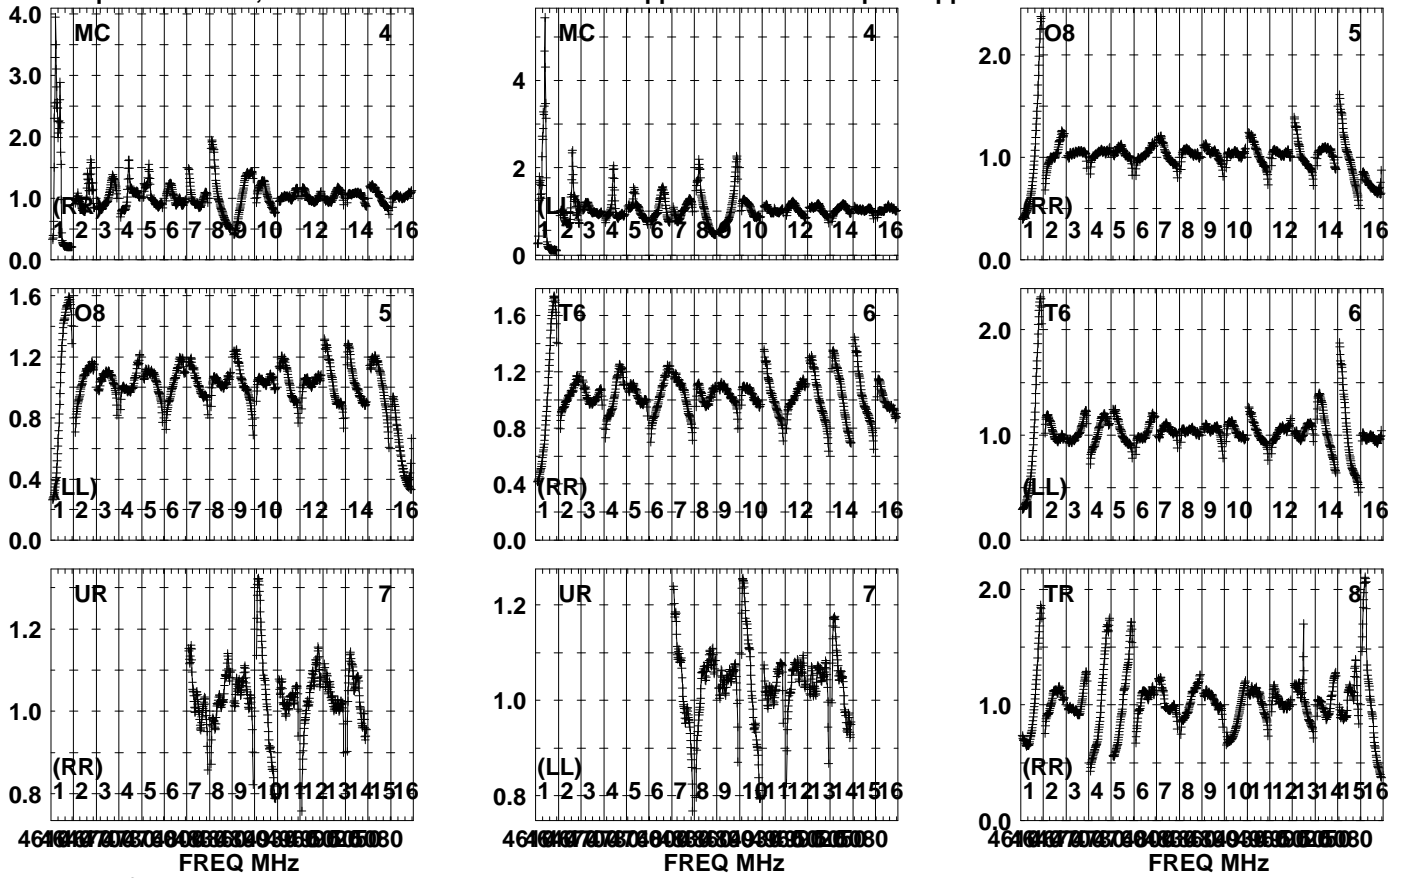 4.0
3.0
2.0
1.0
0.0
MC 4
(RR)
1 2 3 4 5 6 7 8 9 10 12 14 16
4
2
0
MC 4
(LL)
1 2 3 4 5 6 7 8 9 10 12 14 16
2.0
1.0
0.0
O8 5
(RR)
1 2 3 4 5 6 7 8 9 10 12 14 16
1.6
1.2
0.8
0.4
0.0
O8 5
(LL)
1 2 3 4 5 6 7 8 9 10 12 14 16
1.6
1.2
0.8
0.4
0.0
T6 6
(RR)
1 2 3 4 5 6 7 8 9 10 12 14 16
2.0
1.0
0.0
T6 6
(LL)
1 2 3 4 5 6 7 8 9 10 12 14 16
1.2
1.0
0.8
UR 7
(RR)
1 2 3 4 5 6 7 8 9 10 11 12 13 14 15 16
FREQ MHz
1.2
1.0
0.8
UR 7
(LL)
1 2 3 4 5 6 7 8 9 10 11 12 13 14 15 16
FREQ MHz
2.0
1.0
0.0
TR 8
(RR)
1 2 3 4 5 6 7 8 9 10 11 12 13 14 15 16
FREQ MHz